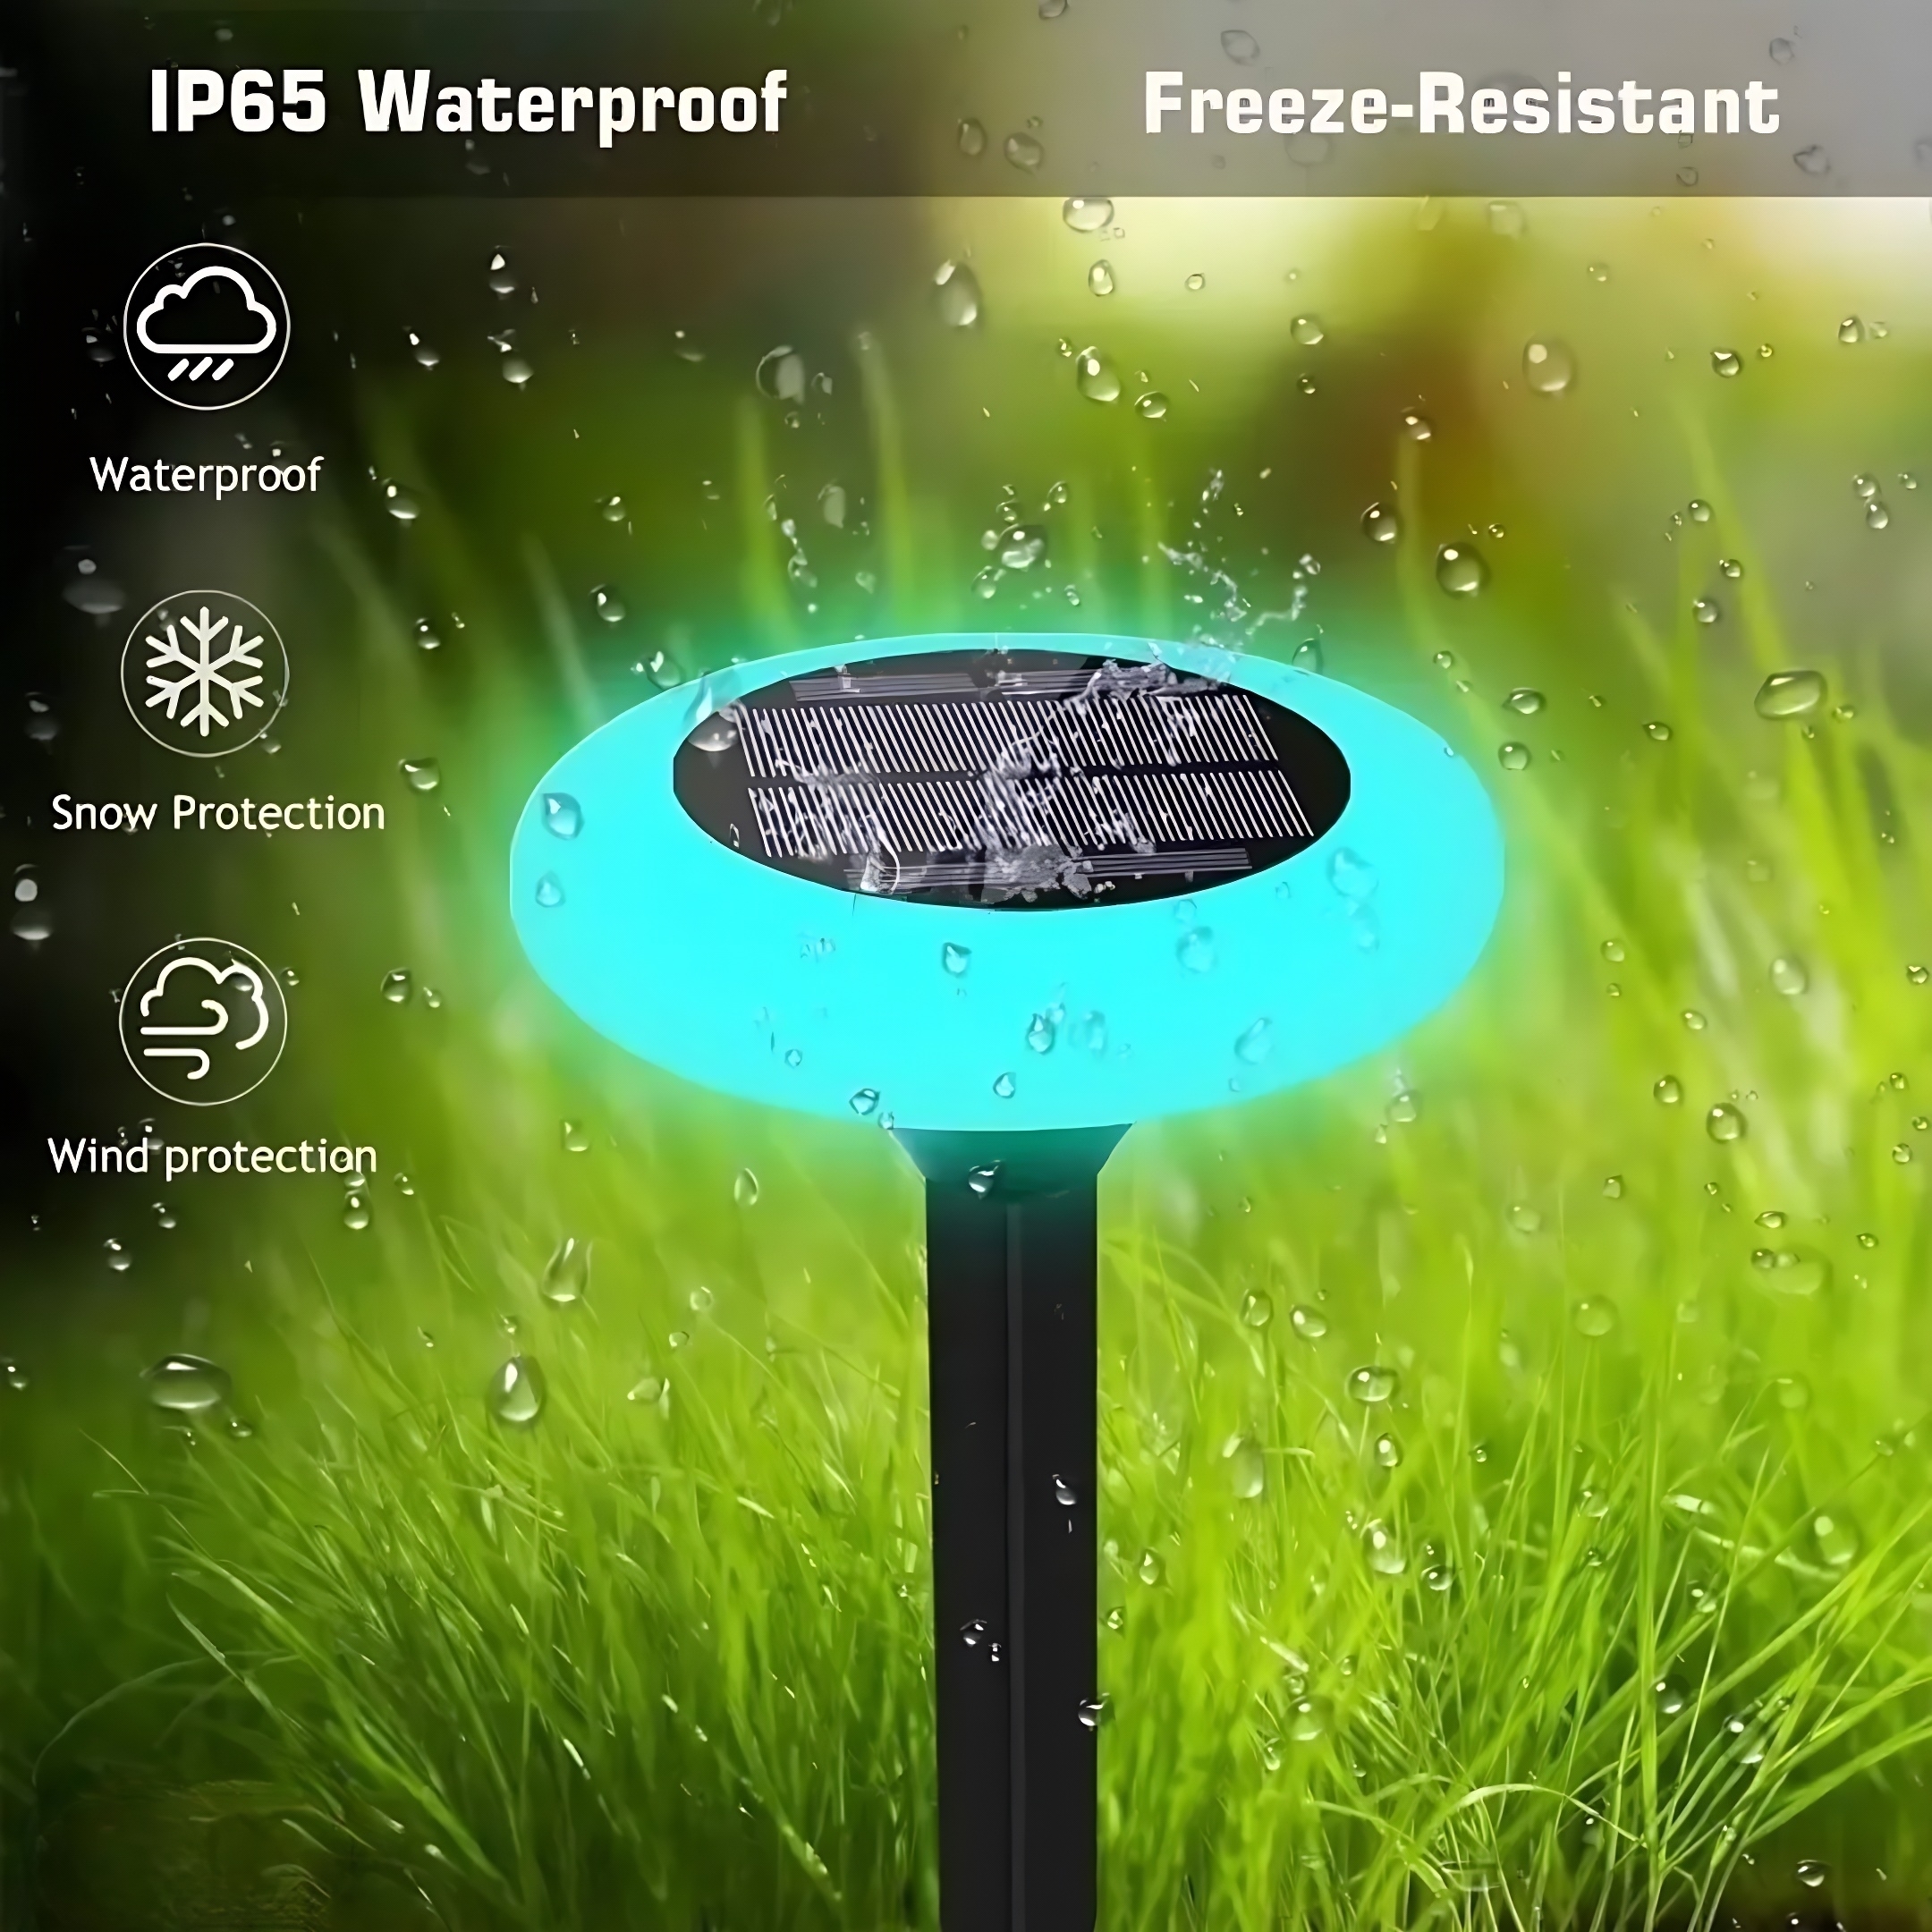 IP65 Waterproof
Freeze-Resistant
Waterproof
Snow Protection
Wind protection